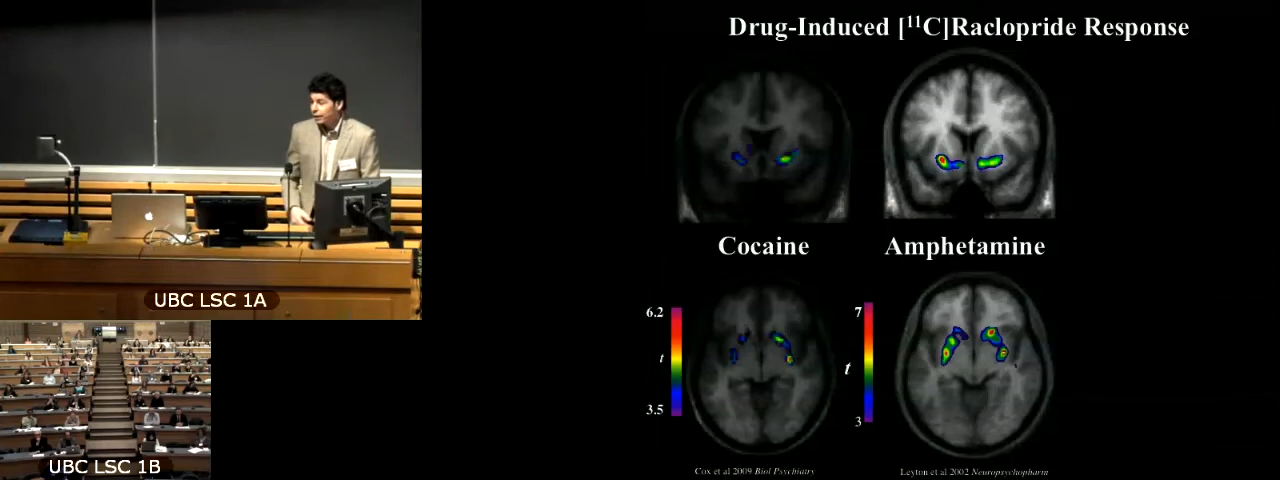 Drug-Induced [¹¹C]Raclopride Response
Cocaine
Amphetamine
6.2
t
3.5
7
t
3
Cox et al 2009 Biol Psychiatry
Leyton et al 2002 Neuropsychopharm
UBC LSC 1A
UBC LSC 1B